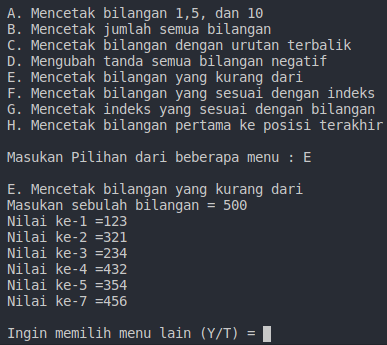 A. Mencetak bilangan 1,5, dan 10
B. Mencetak jumlah semua bilangan
C. Mencetak bilangan dengan urutan terbalik
D. Mengubah tanda semua bilangan negatif
E. Mencetak bilangan yang kurang dari
F. Mencetak bilangan yang sesuai dengan indeks
G. Mencetak indeks yang sesuai dengan bilangan
H. Mencetak bilangan pertama ke posisi terakhir
Masukan Pilihan dari beberapa menu : E
E. Mencetak bilangan yang kurang dari
Masukan sebulah bilangan = 500
Nilai ke-1 =123
Nilai ke-2 =321
Nilai ke-3 =234
Nilai ke-4 =432
Nilai ke-5 =354
Nilai ke-7 =456
Ingin memilih menu lain (Y/T) =